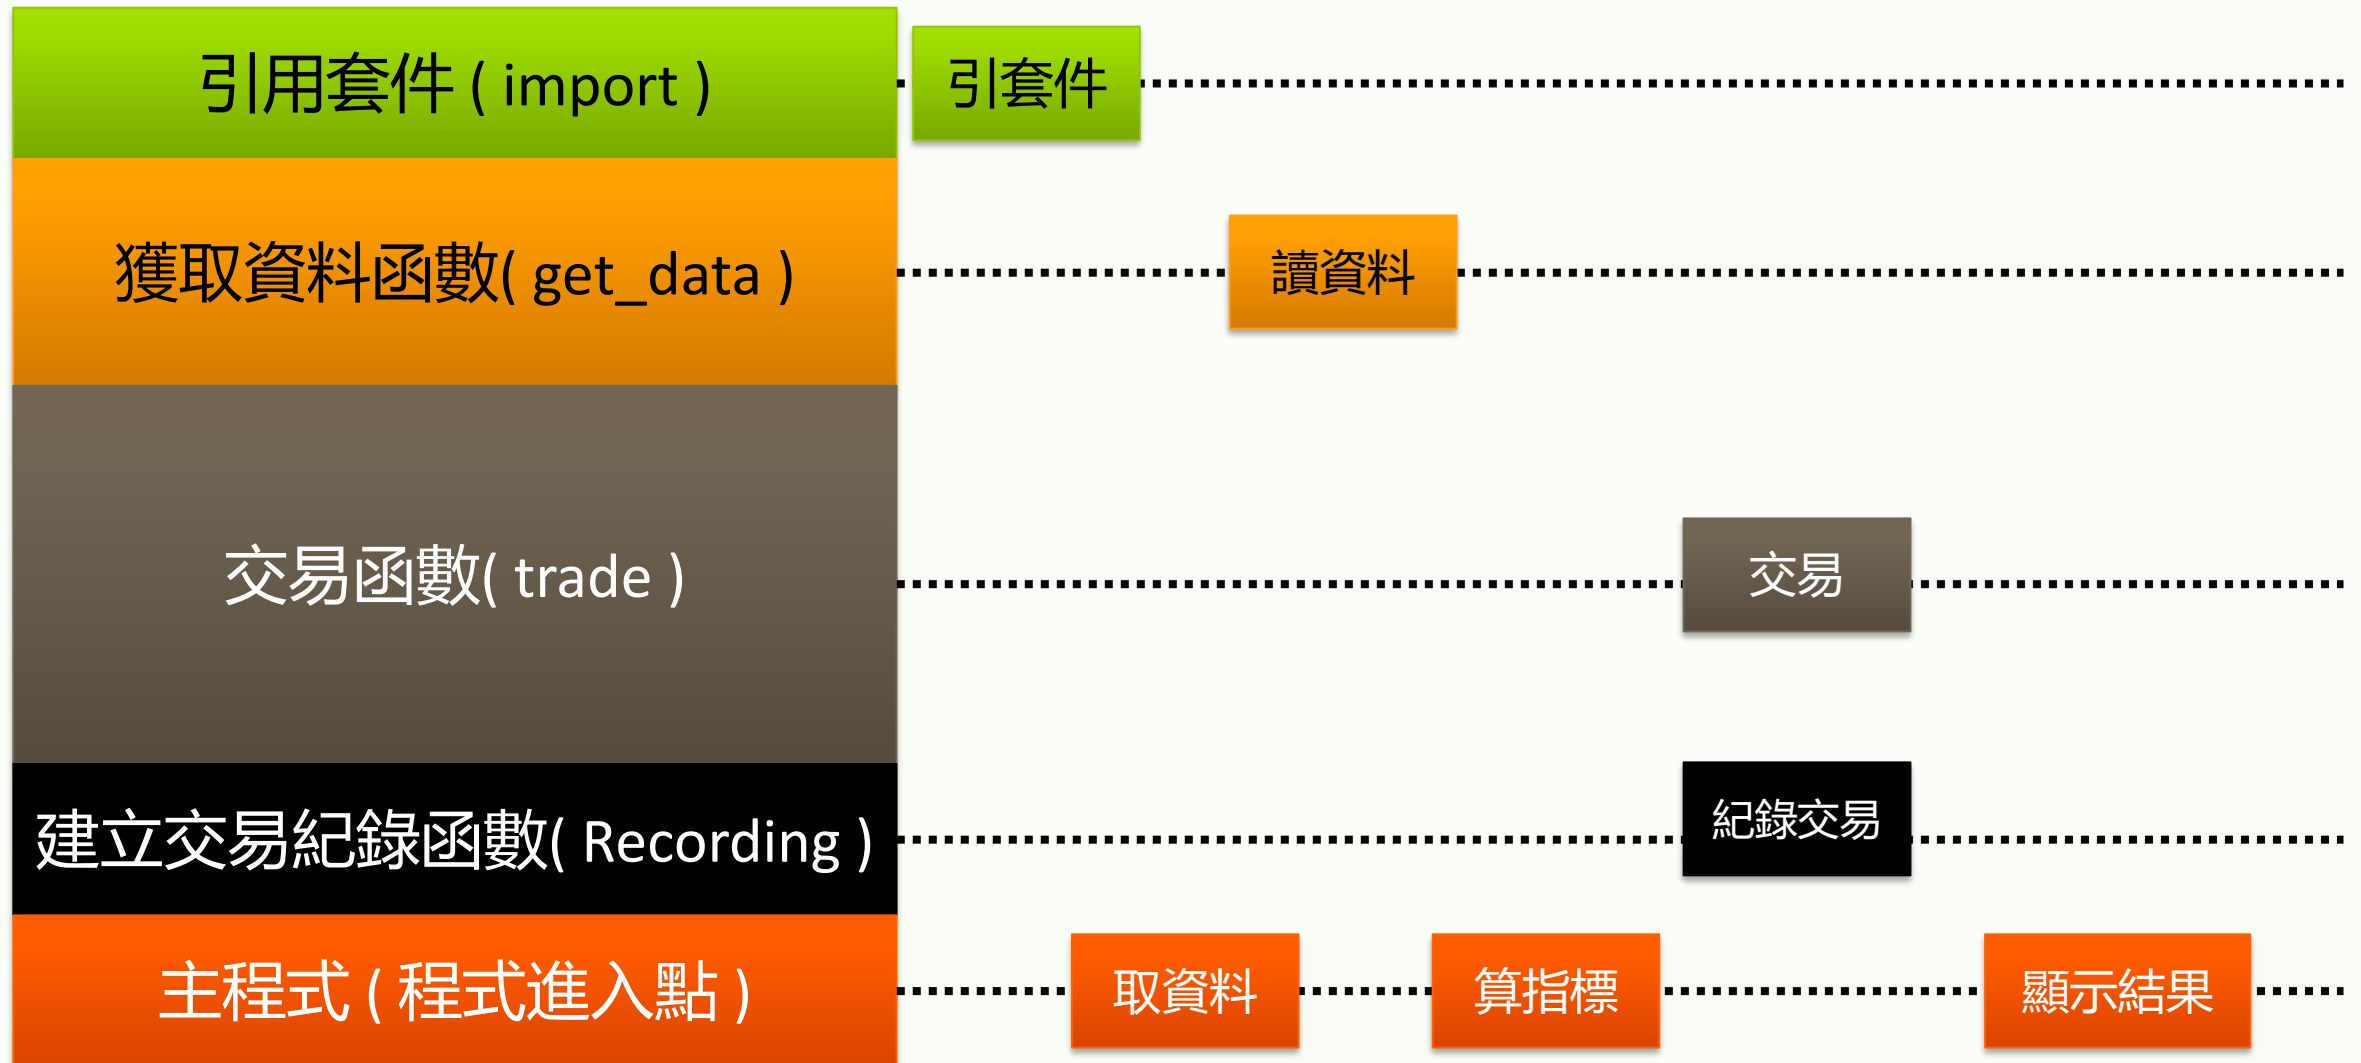 引用套件 ( import )
引套件
獲取資料函數( get_data )
讀資料
交易函數( trade )
交易
建立交易紀錄函數( Recording )
紀錄交易
主程式 ( 程式進入點 )
取資料
算指標
顯示結果